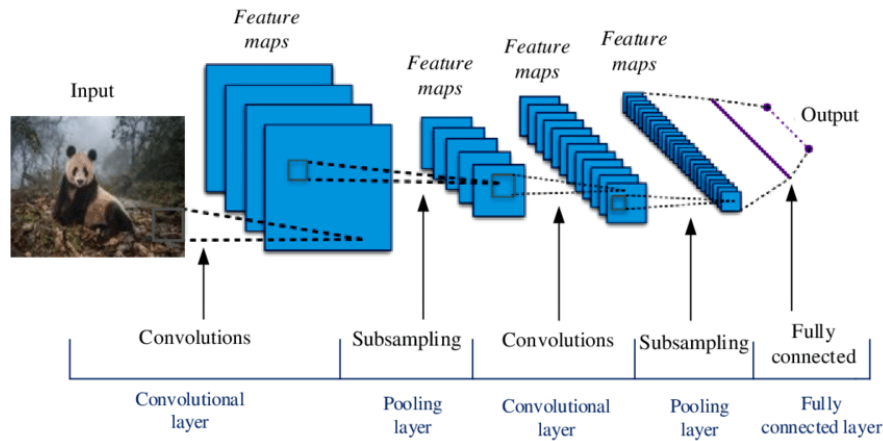 Feature
maps
Feature
maps
Feature
maps
Feature
maps
Input
Output
Convolutions
Subsampling
Convolutions
Subsampling
Fully
connected
Convolutional
layer
Pooling
layer
Convolutional
layer
Pooling
layer
Fully
connected layer